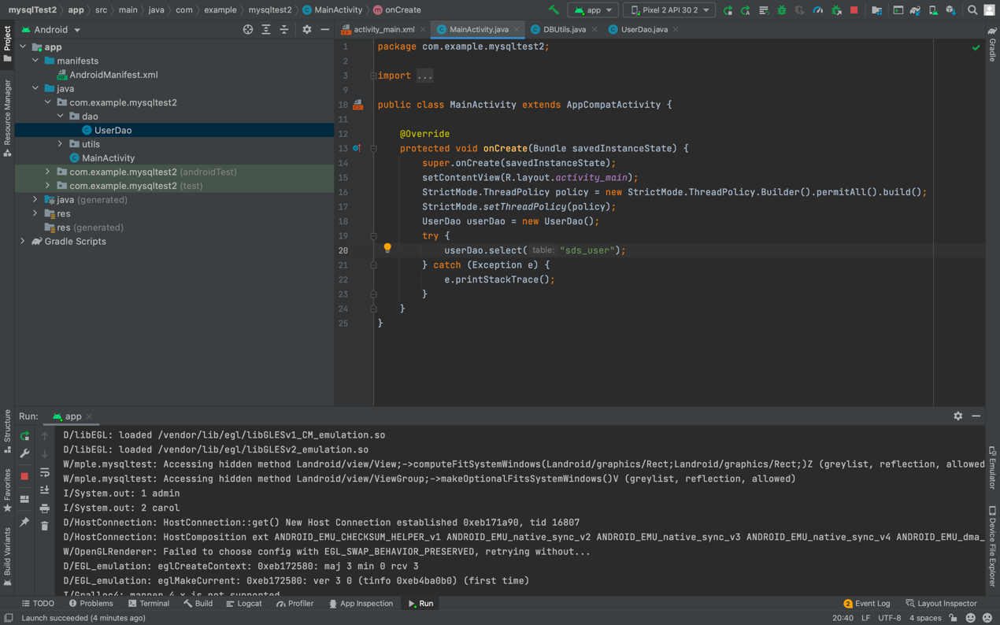 mysqlTest2 app src main java com example mysqltest2 MainActivity onCreate app Pixel 2 API 30 2
Android
activity_main.xml MainActivity.java DBUtils.java UserDao.java
Project
Resource Manager
Structure
Favorites
Build Variants
app
manifests
AndroidManifest.xml
java
com.example.mysqltest2
dao
UserDao
utils
MainActivity
com.example.mysqltest2 (androidTest)
com.example.mysqltest2 (test)
java (generated)
res
res (generated)
Gradle Scripts
1 package com.example.mysqltest2;
2
3 import ...
9
10 public class MainActivity extends AppCompatActivity {
11
12 @Override
13 protected void onCreate(Bundle savedInstanceState) {
14 super.onCreate(savedInstanceState);
15 setContentView(R.layout.activity_main);
16 StrictMode.ThreadPolicy policy = new StrictMode.ThreadPolicy.Builder().permitAll().build();
17 StrictMode.setThreadPolicy(policy);
18 UserDao userDao = new UserDao();
19 try {
20 userDao.select( table: "sds_user");
21 } catch (Exception e) {
22 e.printStackTrace();
23 }
24 }
25 }
Gradle
Emulator
Device File Explorer
Run: app
D/libEGL: loaded /vendor/lib/egl/libGLESv1_CM_emulation.so
D/libEGL: loaded /vendor/lib/egl/libGLESv2_emulation.so
W/mple.mysqltest: Accessing hidden method Landroid/view/View;->computeFitSystemWindows(Landroid/graphics/Rect;Landroid/graphics/Rect;)Z (greylist, reflection, allowed
W/mple.mysqltest: Accessing hidden method Landroid/view/ViewGroup;->makeOptionalFitsSystemWindows()V (greylist, reflection, allowed)
I/System.out: 1 admin
I/System.out: 2 carol
D/HostConnection: HostConnection::get() New Host Connection established 0xeb171a90, tid 16807
D/HostConnection: HostComposition ext ANDROID_EMU_CHECKSUM_HELPER_v1 ANDROID_EMU_native_sync_v2 ANDROID_EMU_native_sync_v3 ANDROID_EMU_native_sync_v4 ANDROID_EMU_dma_
W/OpenGLRenderer: Failed to choose config with EGL_SWAP_BEHAVIOR_PRESERVED, retrying without...
D/EGL_emulation: eglCreateContext: 0xeb172580: maj 3 min 0 rcv 3
D/EGL_emulation: eglMakeCurrent: 0xeb172580: ver 3 0 (tinfo 0xeb4ba0b0) (first time)
I/Gralloc4: mapper 4.x is not supported
TODO Problems Terminal Build Logcat Profiler App Inspection Run 2 Event Log Layout Inspector
Launch succeeded (4 minutes ago) 20:40 LF UTF-8 4 spaces